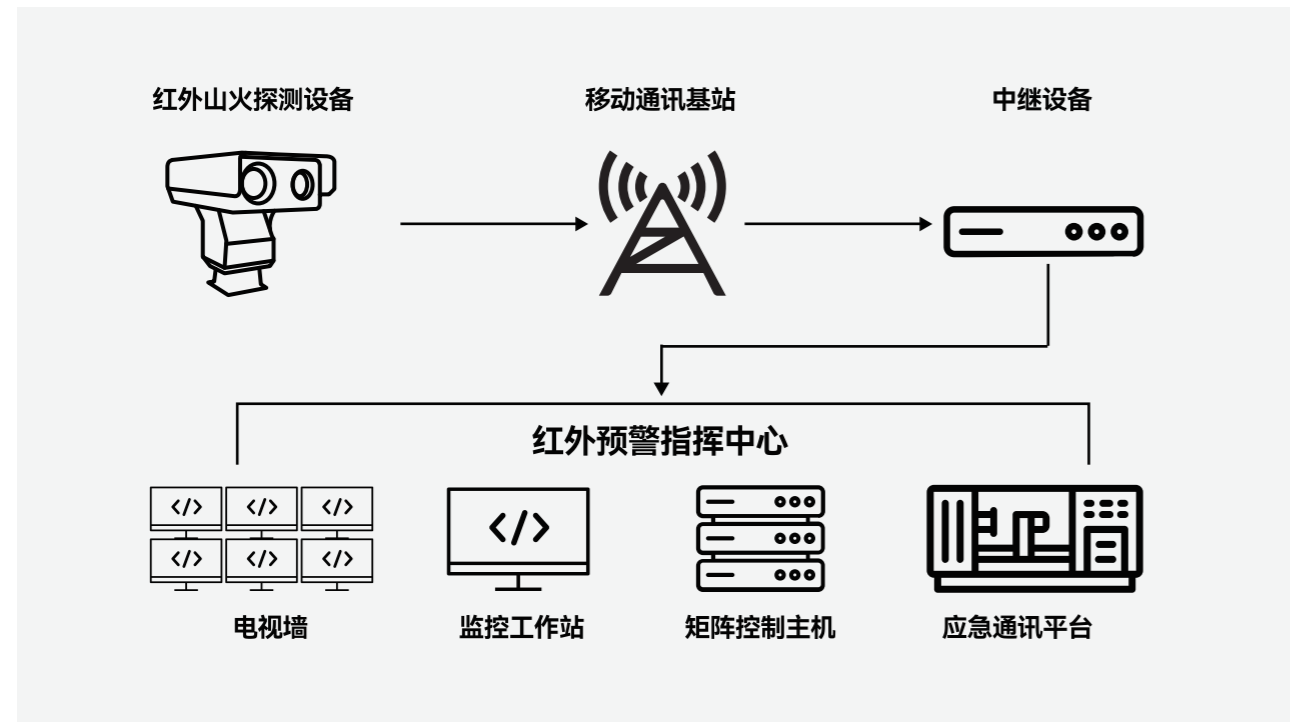 红外山火探测设备
移动通讯基站
中继设备
红外预警指挥中心
</>
</>
</>
</>
</>
</>
</>
电视墙
监控工作站
矩阵控制主机
应急通讯平台